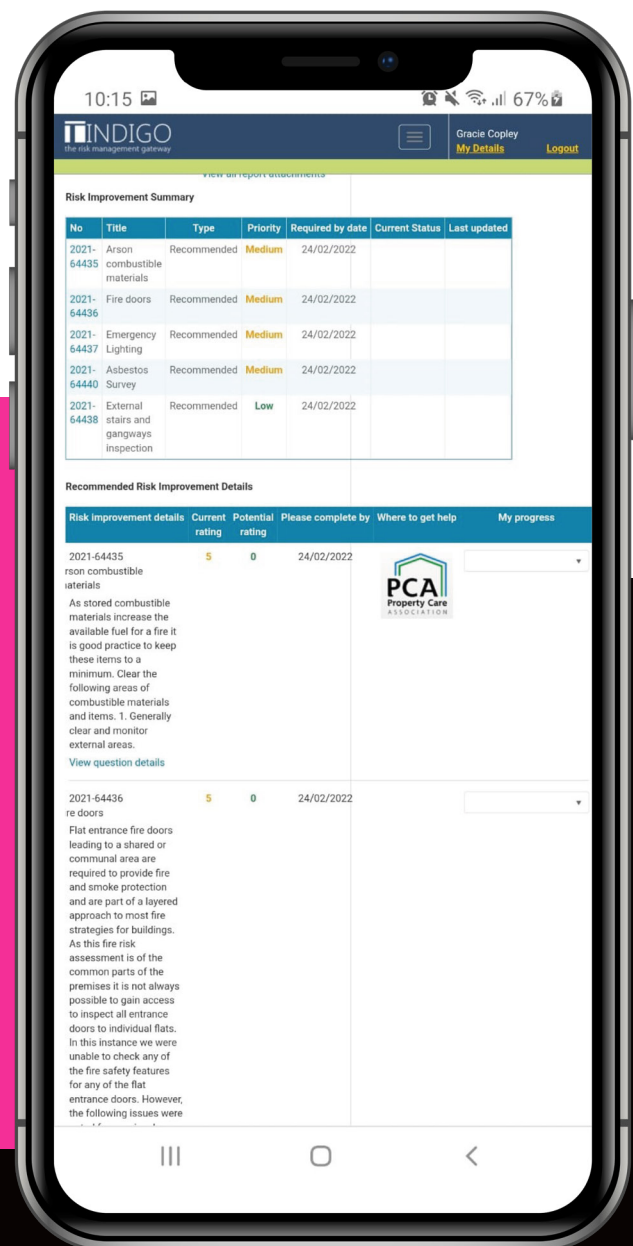 10:15 67%
TINDIGO
the risk management gateway
Gracie Copley
My Details Logout
View all report attachments
Risk Improvement Summary
No Title Type Priority Required by date Current Status Last updated
2021- Arson Recommended Medium 24/02/2022
64435 combustible
materials
2021- Fire doors Recommended Medium 24/02/2022
64436
2021- Emergency Recommended Medium 24/02/2022
64437 Lighting
2021- Asbestos Recommended Medium 24/02/2022
64440 Survey
2021- External Recommended Low 24/02/2022
64438 stairs and
gangways
inspection
Recommended Risk Improvement Details
Risk improvement details Current Potential Please complete by Where to get help My progress
rating rating
2021-64435 5 0 24/02/2022
rson combustible
aterials
PCA
Property Care
ASSOCIATION
As stored combustible
materials increase the
available fuel for a fire it
is good practice to keep
these items to a
minimum. Clear the
following areas of
combustible materials
and items. 1. Generally
clear and monitor
external areas.
View question details
2021-64436 5 0 24/02/2022
re doors
Flat entrance fire doors
leading to a shared or
communal area are
required to provide fire
and smoke protection
and are part of a layered
approach to most fire
strategies for buildings.
As this fire risk
assessment is of the
common parts of the
premises it is not always
possible to gain access
to inspect all entrance
doors to individual flats.
In this instance we were
unable to check any of
the fire safety features
for any of the flat
entrance doors. However,
the following issues were